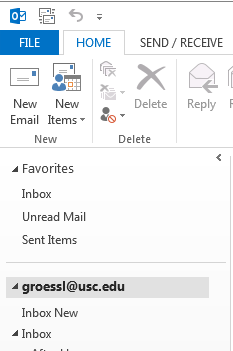 FILE HOME SEND / RECEIVE
New Email New Items Delete Reply
New Delete
Favorites
Inbox
Unread Mail
Sent Items
groessl@usc.edu
Inbox New
Inbox